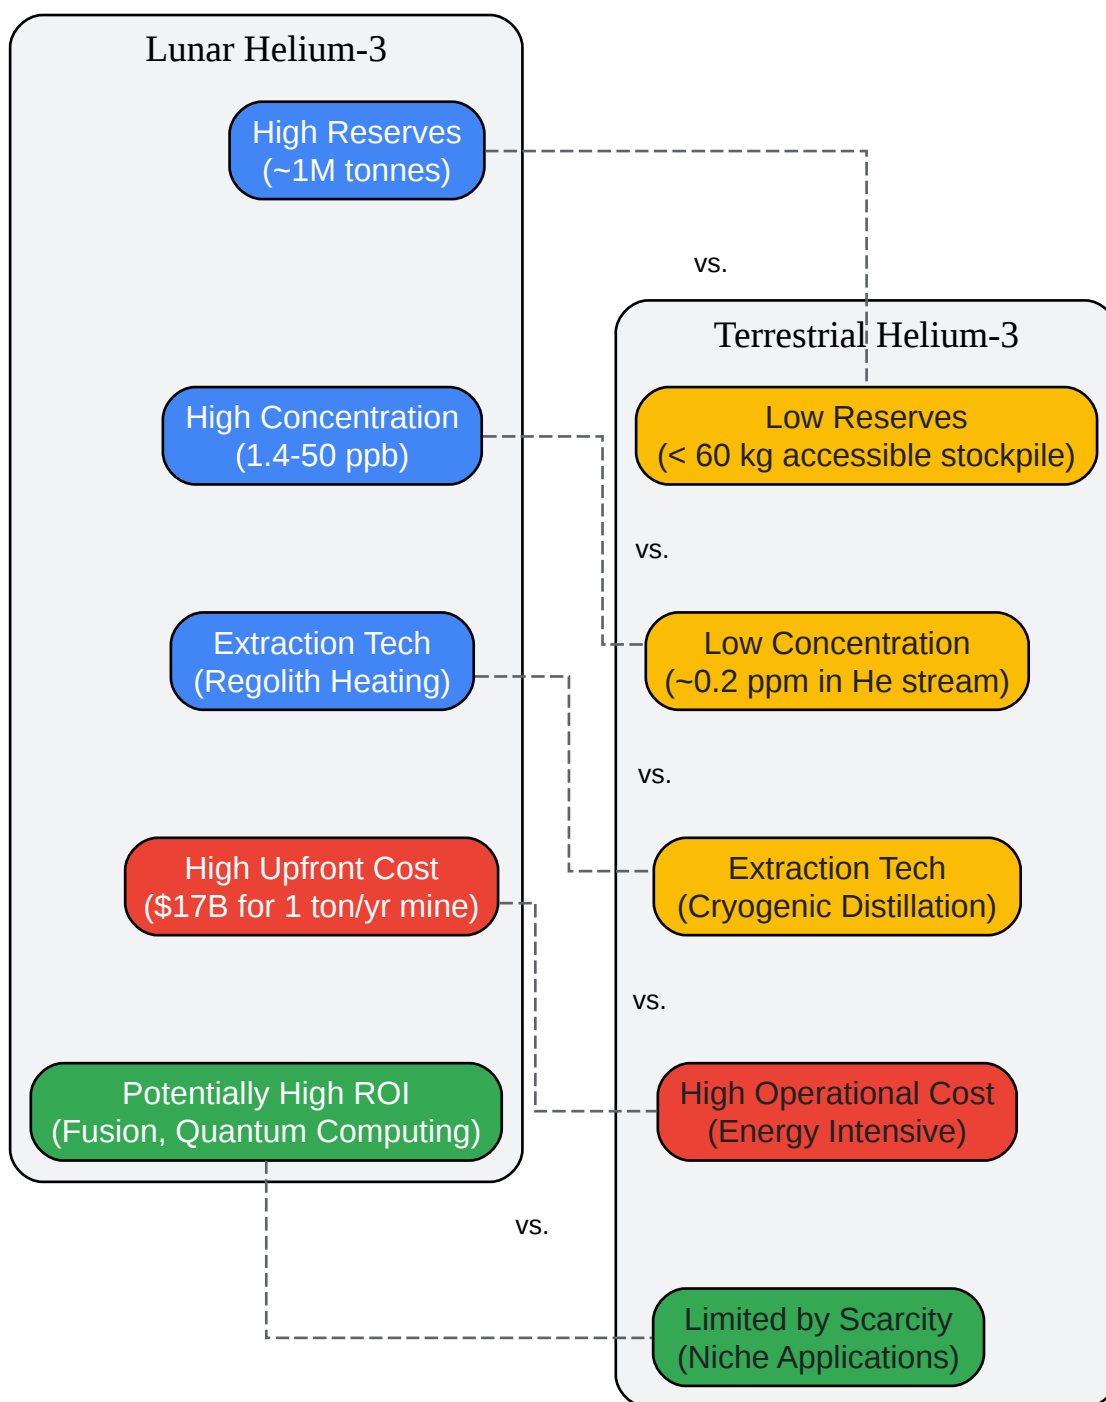 Lunar Helium-3
High Reserves
(~1M tonnes)
vs.
Terrestrial Helium-3
High Concentration
(1.4-50 ppb)
Low Reserves
(< 60 kg accessible stockpile)
vs.
Extraction Tech
(Regolith Heating)
Low Concentration
(~0.2 ppm in He stream)
vs.
High Upfront Cost
($17B for 1 ton/yr mine)
Extraction Tech
(Cryogenic Distillation)
vs.
Potentially High ROI
(Fusion, Quantum Computing)
High Operational Cost
(Energy Intensive)
vs.
Limited by Scarcity
(Niche Applications)